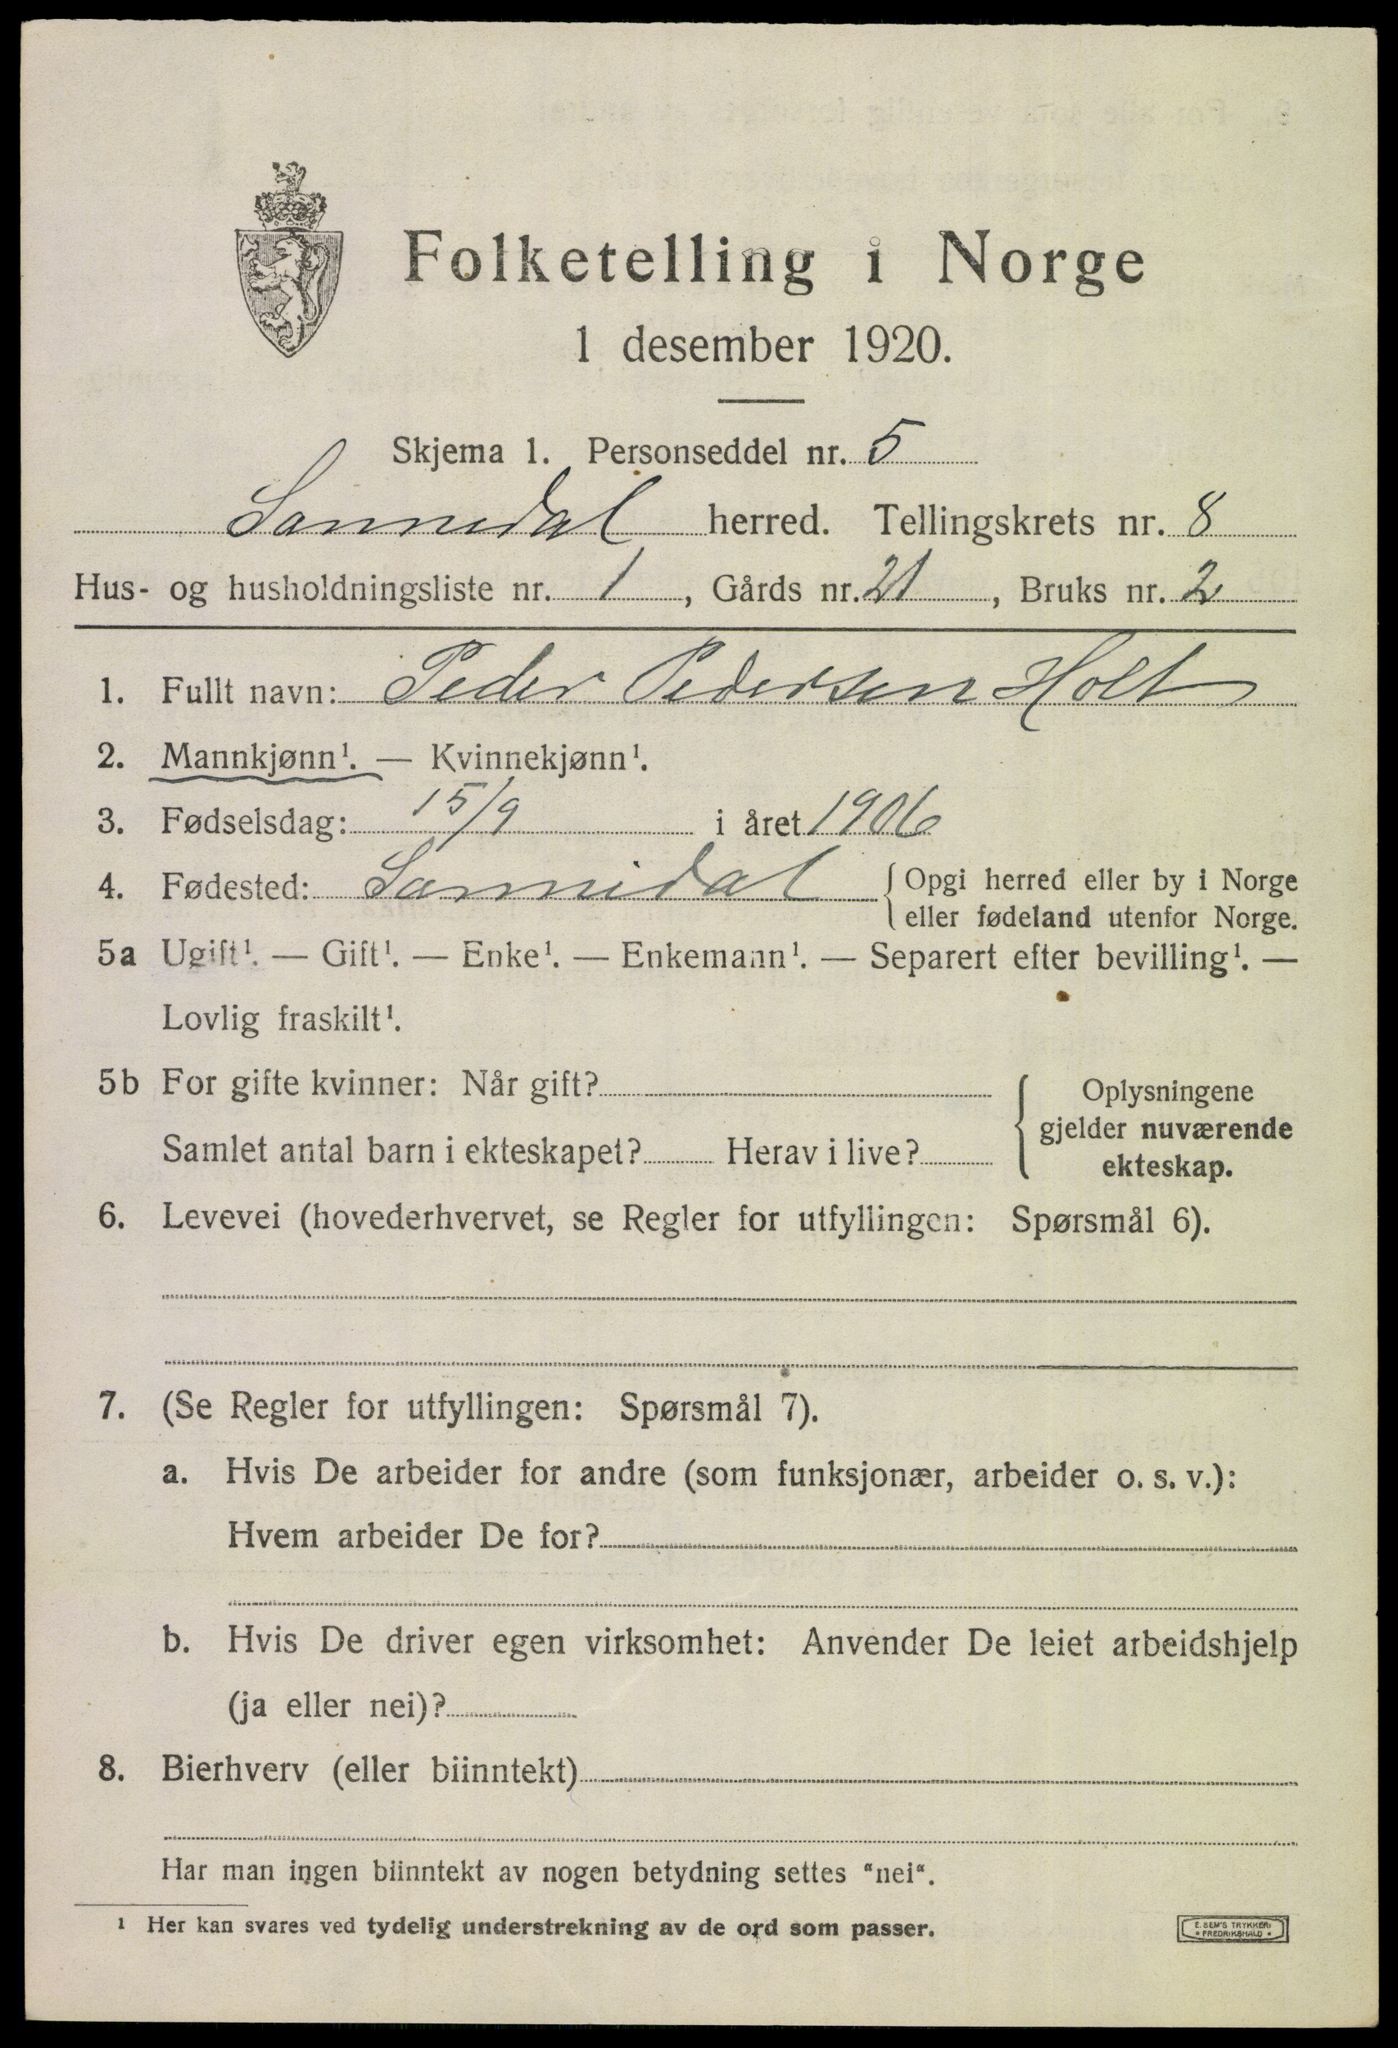 Folketelling i Norge
1 desember 1920.
Skjema 1. Personseddel nr. 5
Sannidal herred. Tellingskrets nr. 8
Hus- og husholdningsliste nr. 1, Gårds nr. 21, Bruks nr. 2
1. Fullt navn: Peder Pedersen Holt
2. Mannkjønn¹. — Kvinnekjønn¹.
3. Fødselsdag: 15/9 i året 1906
4. Fødested: Sannidal { Opgi herred eller by i Norge
eller fødeland utenfor Norge.
5a Ugift¹. — Gift¹. — Enke¹. — Enkemann¹. — Separert efter bevilling¹. —
Lovlig fraskilt¹.
5b For gifte kvinner: Når gift?
Samlet antal barn i ekteskapet? Herav i live?
Oplysningene
gjelder nuværende
ekteskap.
6. Levevei (hovederhvervet, se Regler for utfyllingen: Spørsmål 6).
7. (Se Regler for utfyllingen: Spørsmål 7).
a. Hvis De arbeider for andre (som funksjonær, arbeider o. s. v.):
Hvem arbeider De for?
b. Hvis De driver egen virksomhet: Anvender De leiet arbeidshjelp
(ja eller nei)?
8. Bierhverv (eller biinntekt)
Har man ingen biinntekt av nogen betydning settes "nei".
¹ Her kan svares ved tydelig understrekning av de ord som passer.
E. SEM'S TRYKKERI
* FREDRIKSHALD *